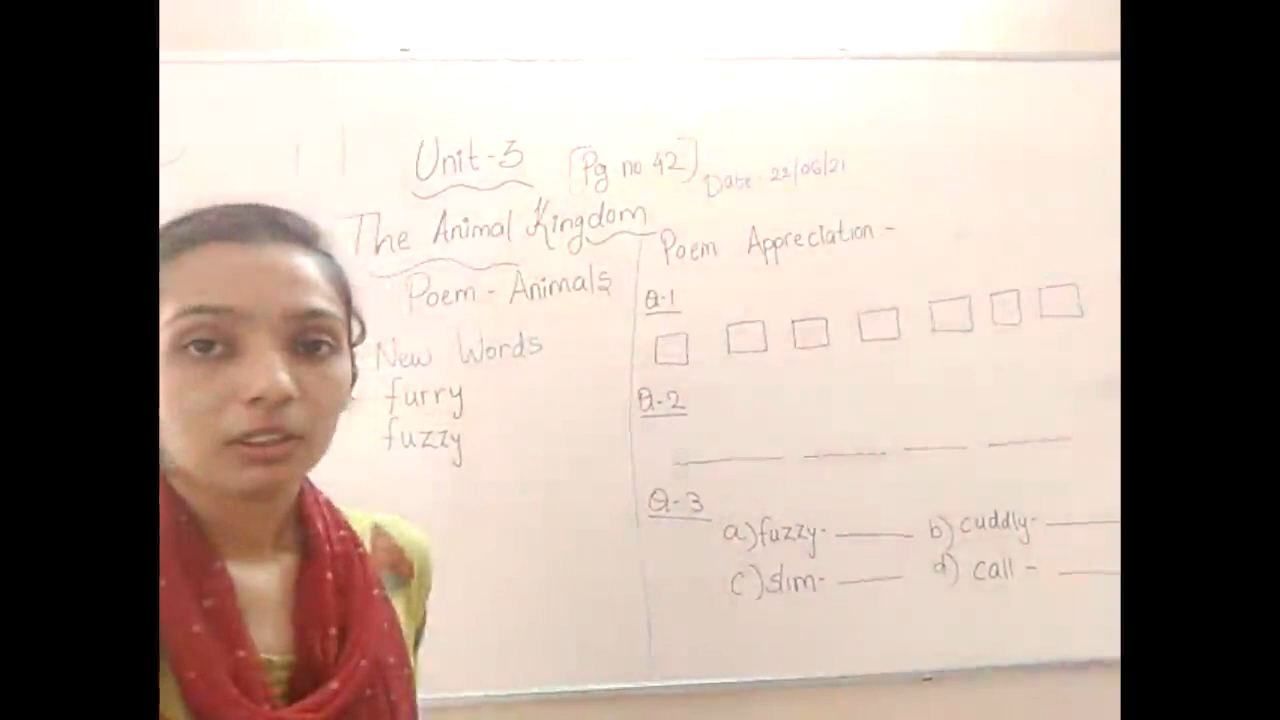 Unit-3 [Pg no 42] Date: 22/06/21
The Animal Kingdom
Poem - Animals
New Words
furry
fuzzy
Poem Appreciation -
Q-1
Q-2
Q-3
a) fuzzy- b) cuddly-
c) slim- d) call -